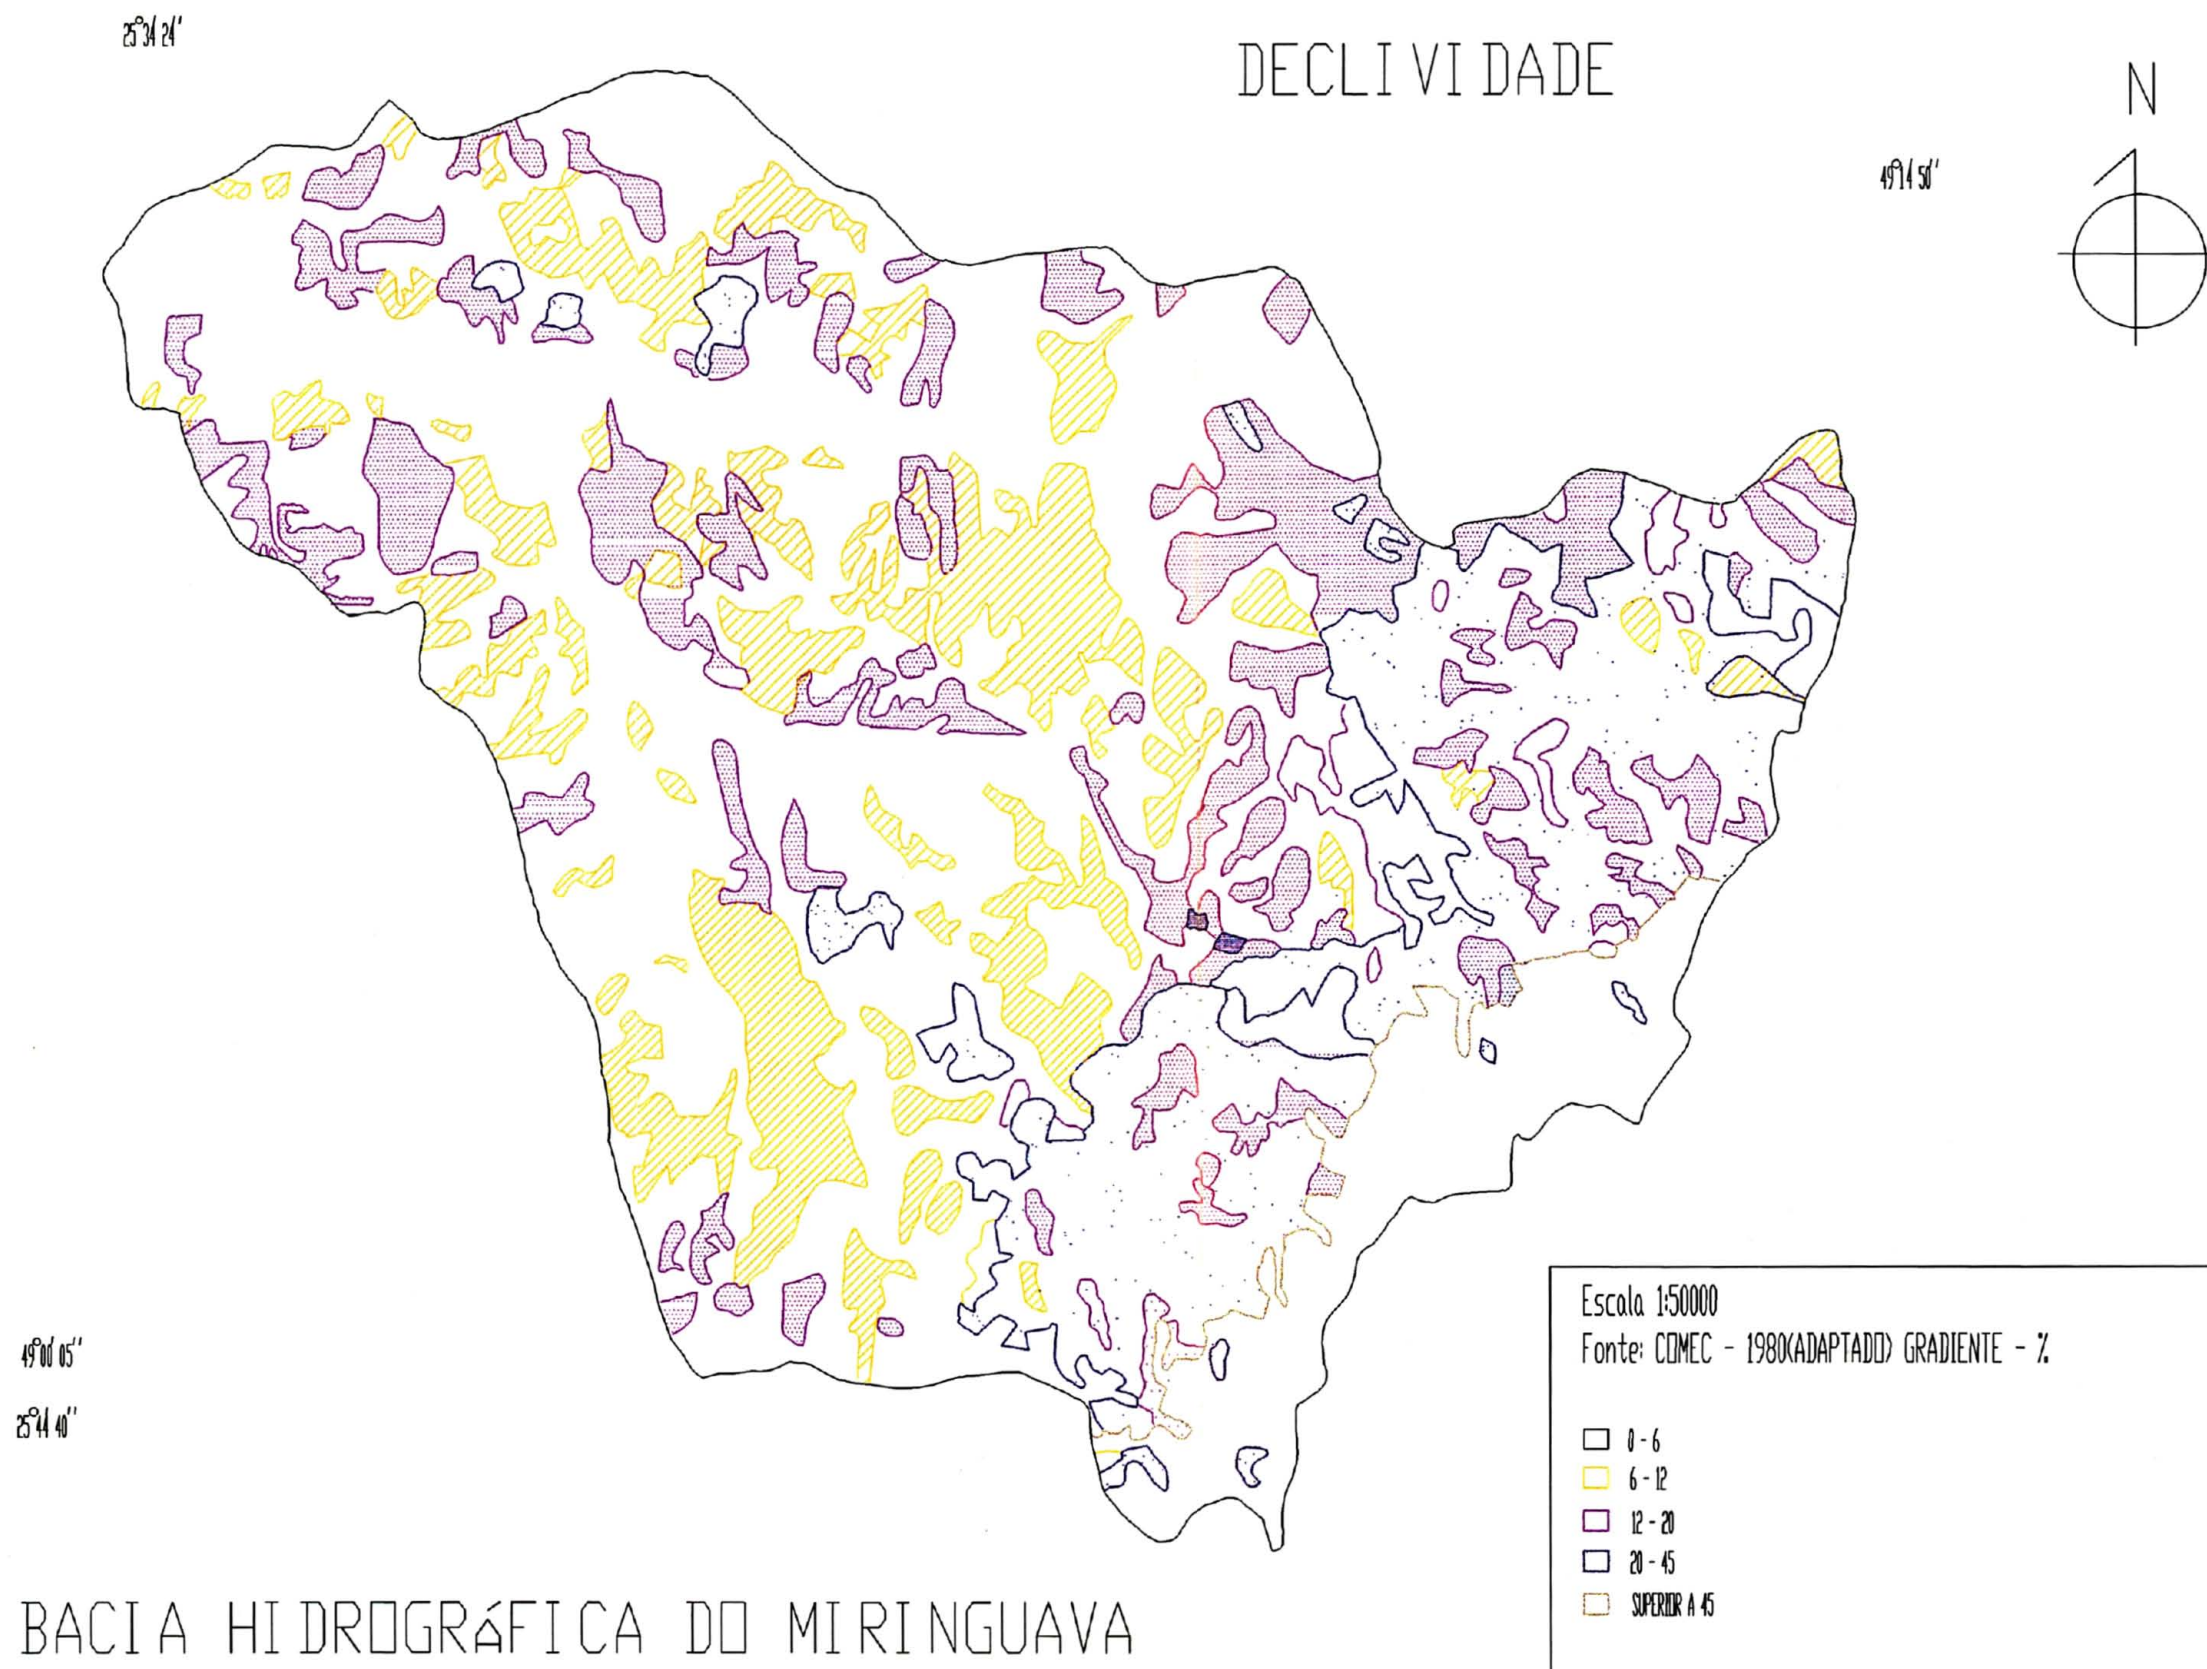 25°34'24''
DECLIVIDADE
N
49°14'50''
Escala 1:50000
Fonte: COMEC - 1980(ADAPTADO) GRADIENTE - %
49°00'05''
0 - 6
25°44'40''
6 - 12
12 - 20
20 - 45
SUPERIOR A 45
BACIA HIDROGRáFICA DO MIRINGUAVA